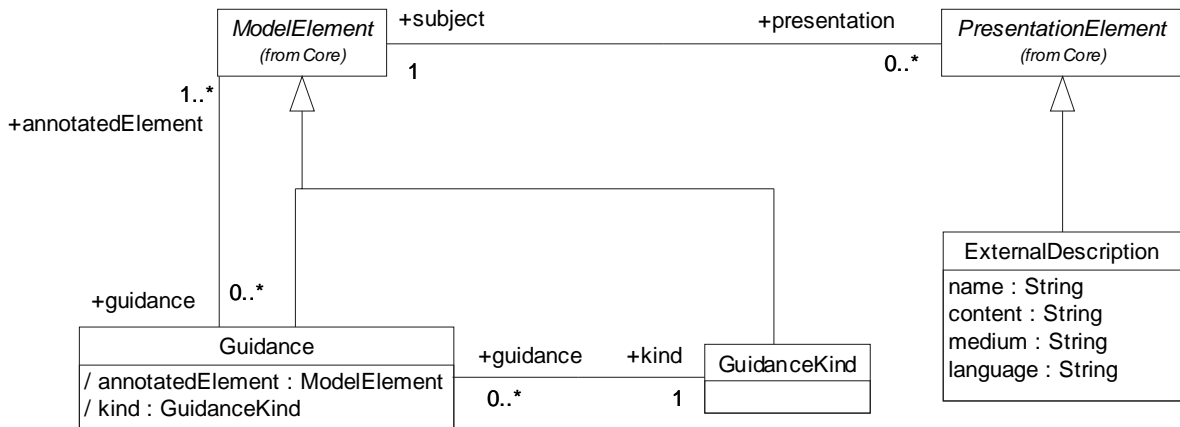 ModelElement
(from Core)
+subject
+presentation
PresentationElement
(from Core)
1
0..*
1..*
+annotatedElement
ExternalDescription
name : String
content : String
medium : String
language : String
+guidance
0..*
Guidance
/ annotatedElement : ModelElement
/ kind : GuidanceKind
+guidance
+kind
0..*
1
GuidanceKind